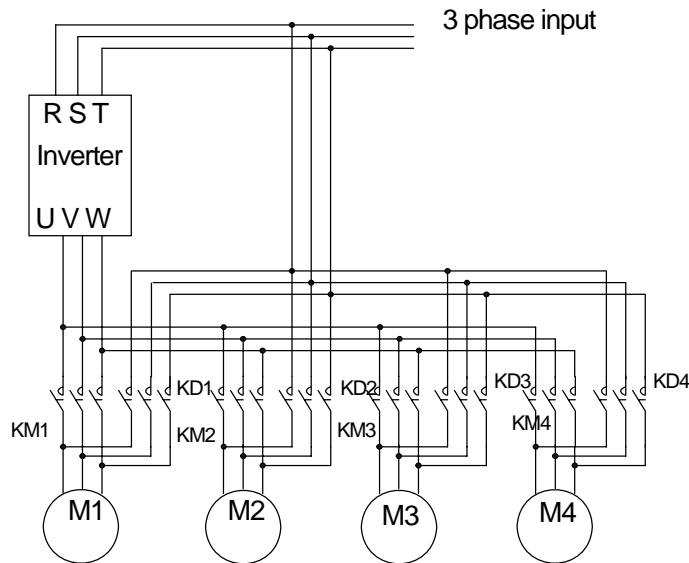 3 phase input
R S T
Inverter
U V W
KD1
KD2
KD3
KD4
KM1
KM2
KM3
KM4
M1
M2
M3
M4